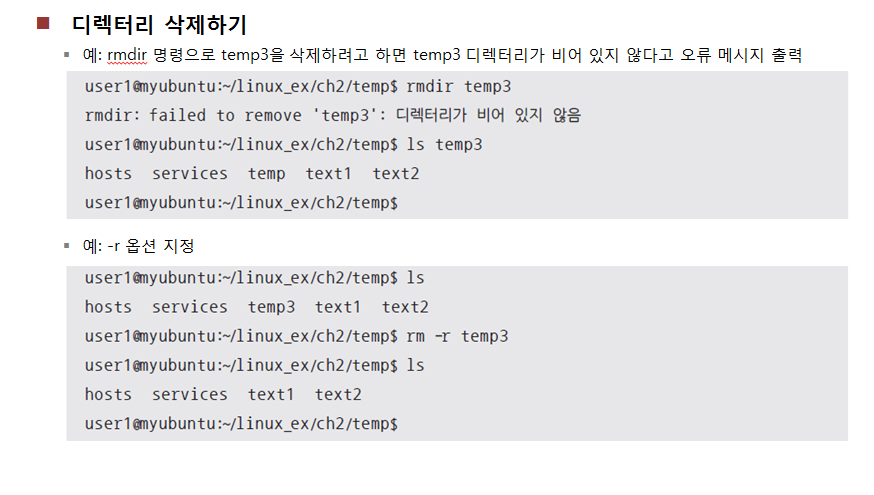 디렉터리 삭제하기
예: rmdir 명령으로 temp3을 삭제하려고 하면 temp3 디렉터리가 비어 있지 않다고 오류 메시지 출력
user1@myubuntu:~/linux_ex/ch2/temp$ rmdir temp3
rmdir: failed to remove 'temp3': 디렉터리가 비어 있지 않음
user1@myubuntu:~/linux_ex/ch2/temp$ ls temp3
hosts services temp text1 text2
user1@myubuntu:~/linux_ex/ch2/temp$
예: -r 옵션 지정
user1@myubuntu:~/linux_ex/ch2/temp$ ls
hosts services temp3 text1 text2
user1@myubuntu:~/linux_ex/ch2/temp$ rm -r temp3
user1@myubuntu:~/linux_ex/ch2/temp$ ls
hosts services text1 text2
user1@myubuntu:~/linux_ex/ch2/temp$